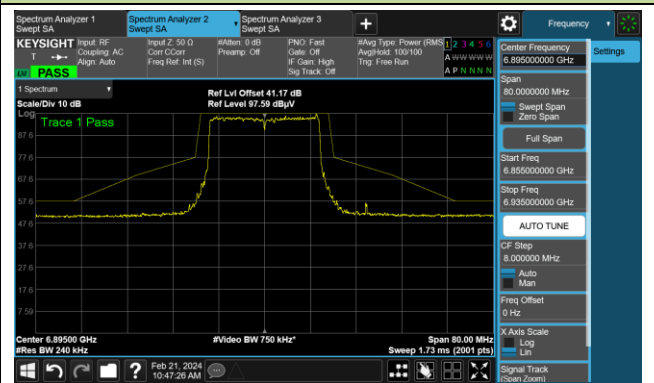 Spectrum Analyzer 1
Swept SA
Spectrum Analyzer 2
Swept SA
Spectrum Analyzer 3
Swept SA
+
Frequency
KEYSIGHT
T
PASS
Input: RF
Coupling: AC
Align: Auto
Input Z: 50 Ω
Corr CCorr
Freq Ref: Int (S)
#Atten: 0 dB
Preamp: Off
PNO: Fast
Gate: Off
IF Gain: High
Sig Track: Off
#Avg Type: Power (RMS
Avg|Hold: 100/100
Trig: Free Run
1 2 3 4 5 6
A W W W W W
A P N N N N
1 Spectrum
Scale/Div 10 dB
Log
Ref Lvl Offset 41.17 dB
Ref Level 97.59 dBµV
Trace 1 Pass
87.6
77.6
67.6
57.6
47.6
37.6
27.6
17.6
7.59
Center 6.89500 GHz
#Res BW 240 kHz
#Video BW 750 kHz*
Span 80.00 MHz
Sweep 1.73 ms (2001 pts)
Feb 21, 2024
10:47:26 AM
Center Frequency
6.89500000 GHz
Span
80.0000000 MHz
Swept Span
Zero Span
Full Span
Start Freq
6.855000000 GHz
Stop Freq
6.935000000 GHz
AUTO TUNE
CF Step
8.000000 MHz
Auto
Man
Freq Offset
0 Hz
X Axis Scale
Log
Lin
Signal Track
(Span Zoom)
Settings